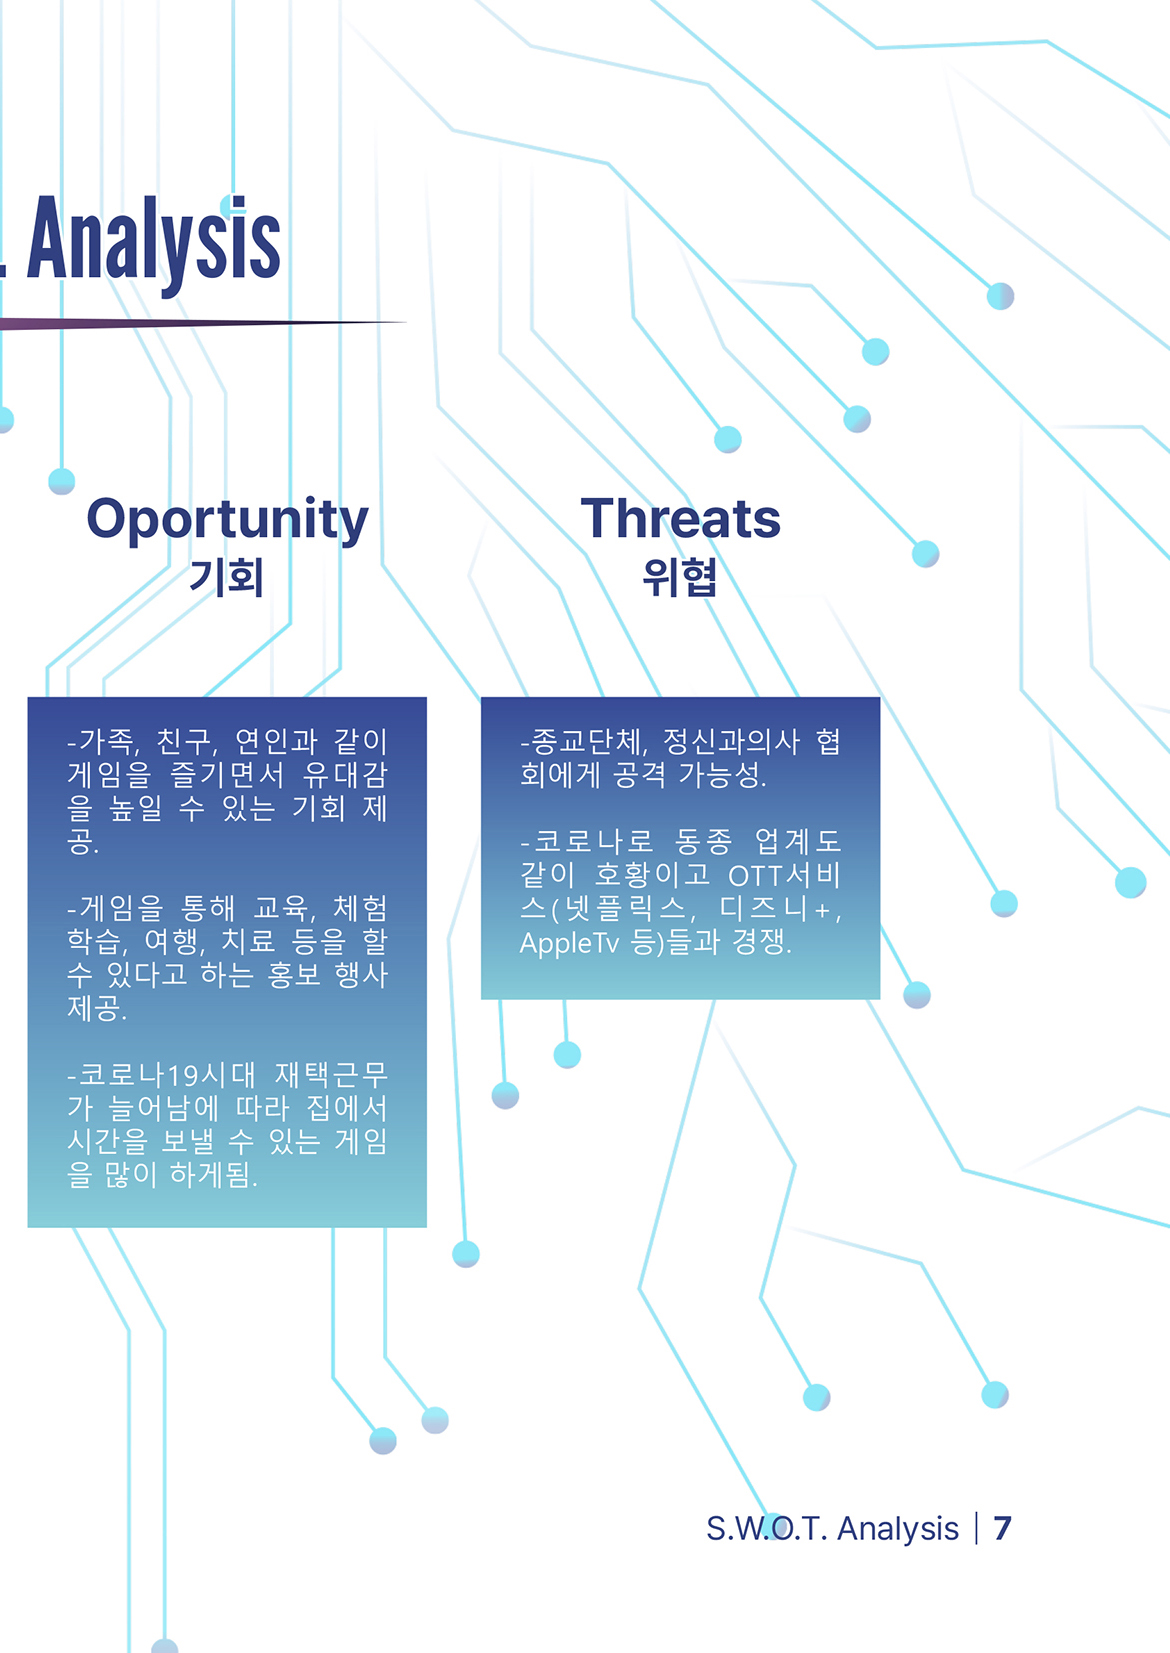 . Analysis
Oportunity
기회
-가족, 친구, 연인과 같이
게임을 즐기면서 유대감
을 높일 수 있는 기회 제
공.
-게임을 통해 교육, 체험
학습, 여행, 치료 등을 할
수 있다고 하는 홍보 행사
제공.
-코로나19시대 재택근무
가 늘어남에 따라 집에서
시간을 보낼 수 있는 게임
을 많이 하게됨.
Threats
위협
-종교단체, 정신과의사 협
회에게 공격 가능성.
-코로나로 동종 업계도
같이 호황이고 OTT서비
스(넷플릭스, 디즈니+,
AppleTv 등)들과 경쟁.
S.W.O.T. Analysis | 7